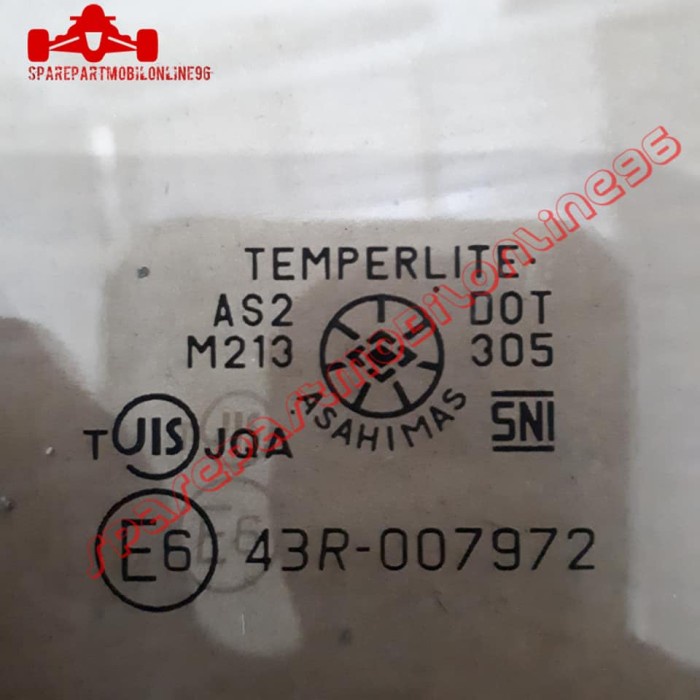 SPAREPARTMOBILONLINE96
TEMPERLITE.
AS2 DOT
M213 305
ASAHIMAS
SNI
T JIS JQA
E6 43R-007972
sparepartmobilonline96